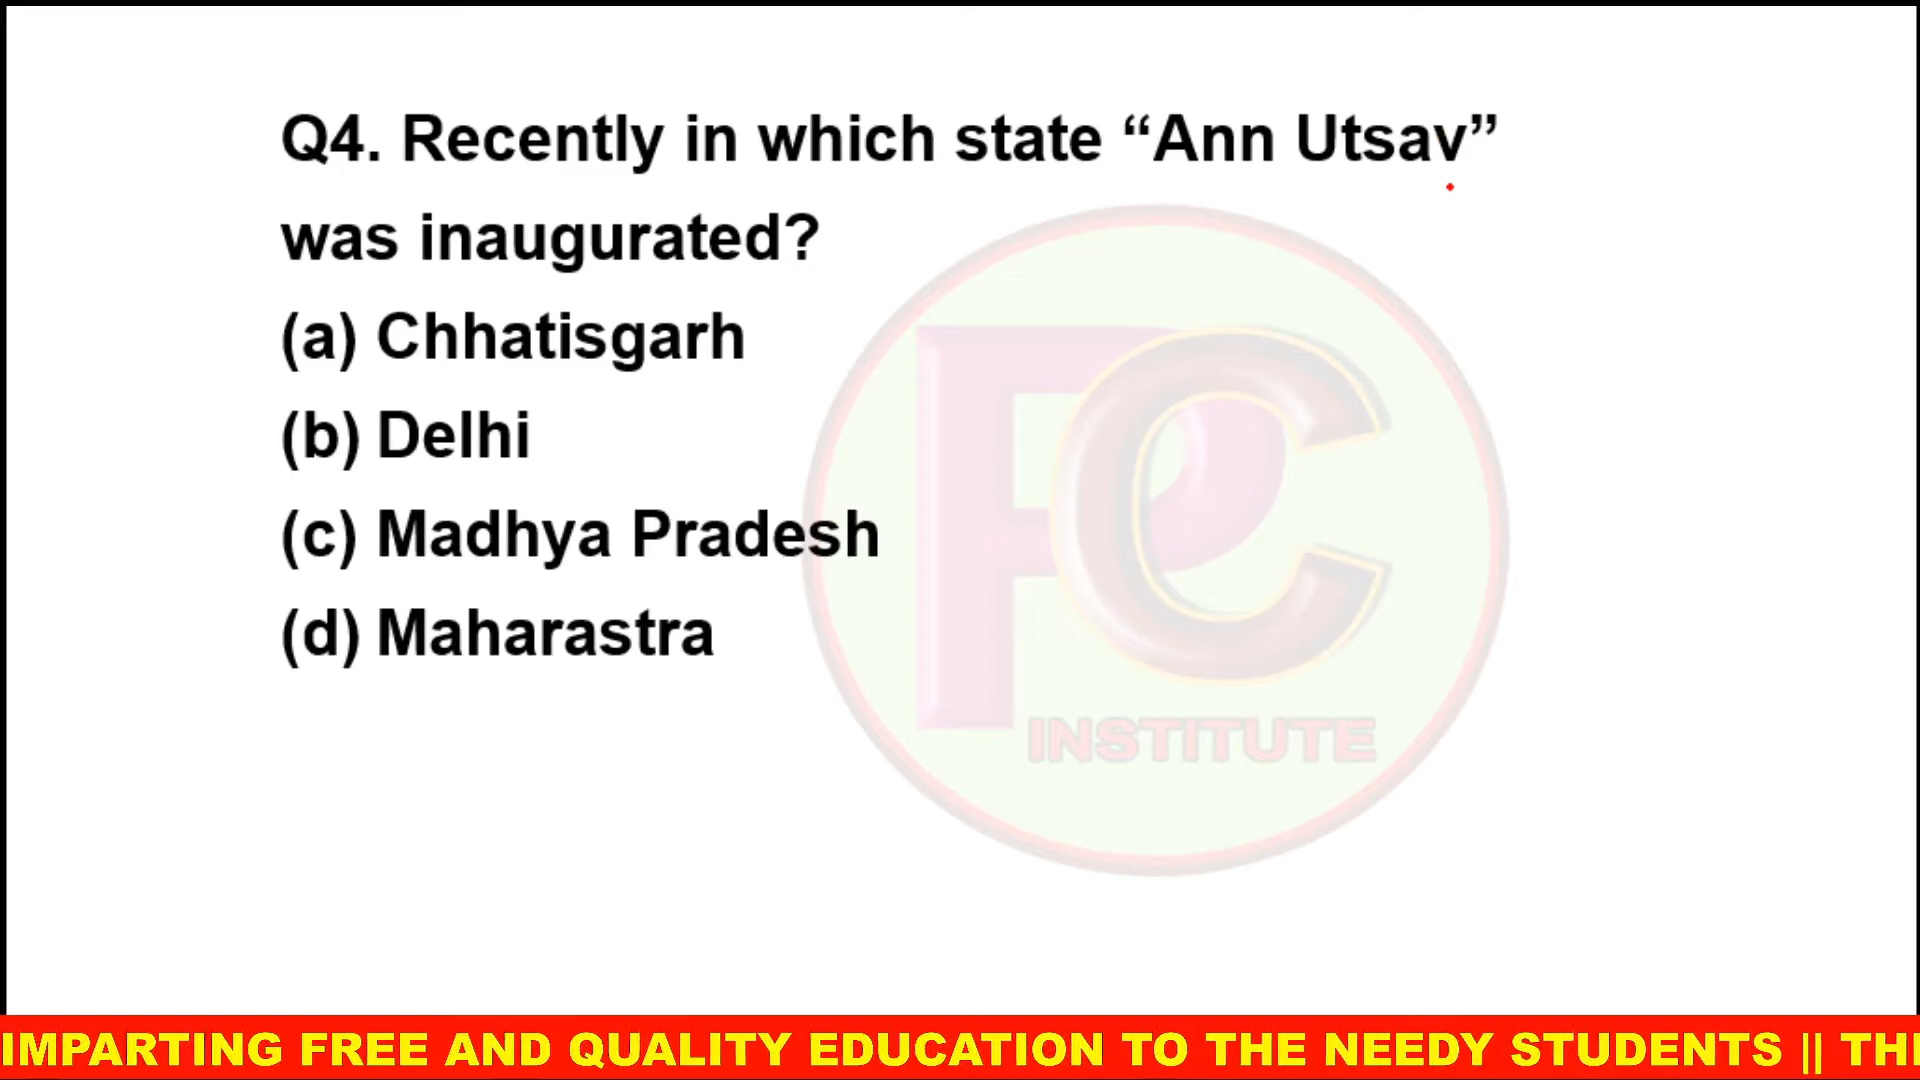 Q4. Recently in which state “Ann Utsav”
was inaugurated?
(a) Chhatisgarh
(b) Delhi
(c) Madhya Pradesh
(d) Maharastra
PC
INSTITUTE
IMPARTING FREE AND QUALITY EDUCATION TO THE NEEDY STUDENTS || TH